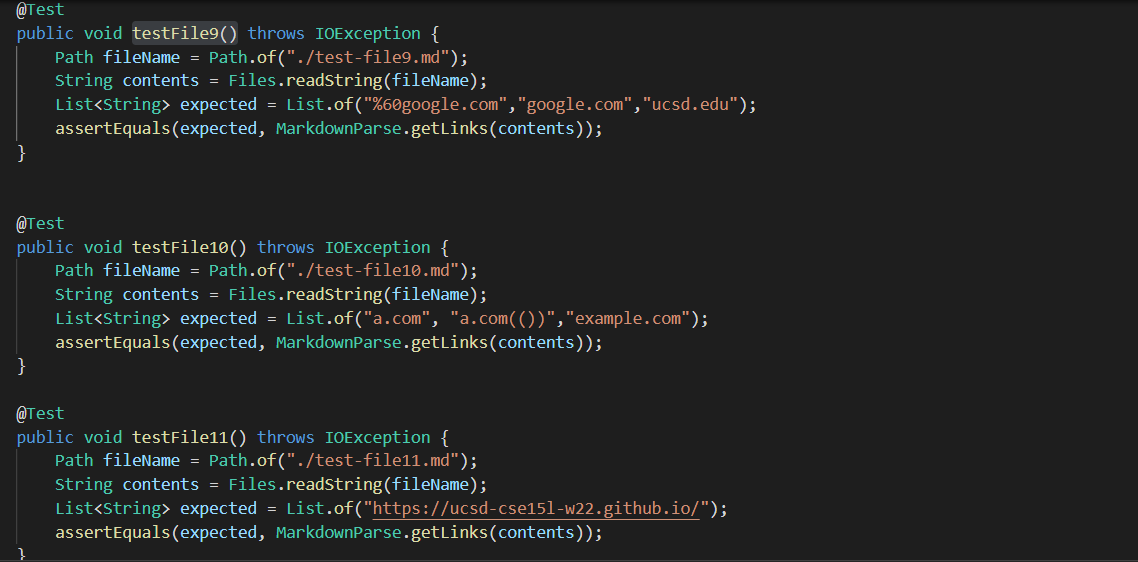 @Test
public void testFile9() throws IOException {
    Path fileName = Path.of("./test-file9.md");
    String contents = Files.readString(fileName);
    List<String> expected = List.of("%60google.com","google.com","ucsd.edu");
    assertEquals(expected, MarkdownParse.getLinks(contents));
}
@Test
public void testFile10() throws IOException {
    Path fileName = Path.of("./test-file10.md");
    String contents = Files.readString(fileName);
    List<String> expected = List.of("a.com", "a.com(())","example.com");
    assertEquals(expected, MarkdownParse.getLinks(contents));
}
@Test
public void testFile11() throws IOException {
    Path fileName = Path.of("./test-file11.md");
    String contents = Files.readString(fileName);
    List<String> expected = List.of("https://ucsd-cse15l-w22.github.io/");
    assertEquals(expected, MarkdownParse.getLinks(contents));
}